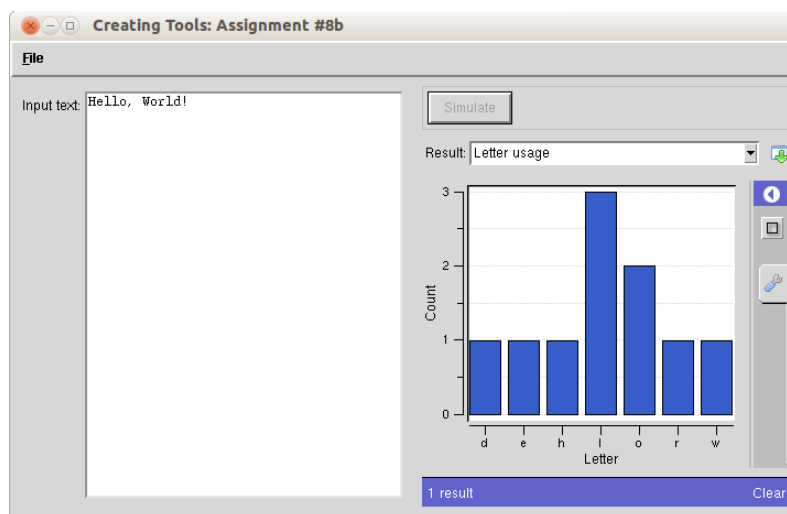 Creating Tools: Assignment #8b
File
Input text: Hello, World!
Simulate
Result: Letter usage
3
2
1
0
Count
d e h l o r w
Letter
1 result Clear